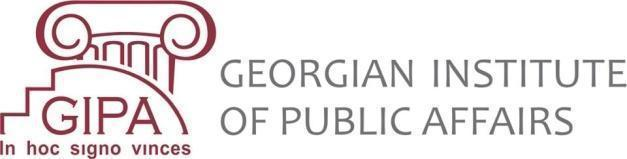 GIPA
In hoc signo vinces
GEORGIAN INSTITUTE
OF PUBLIC AFFAIRS